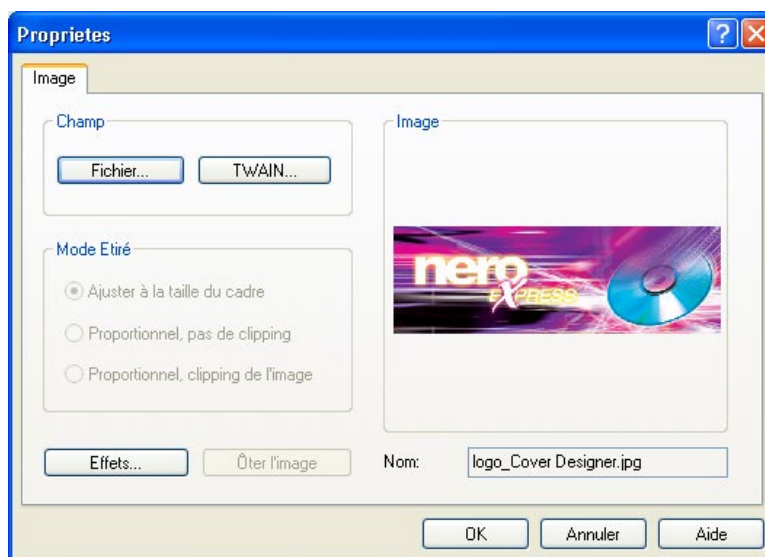 Proprietes
Image
Champ
Fichier...
TWAIN...
Mode Etiré
Ajuster à la taille du cadre
Proportionnel, pas de clipping
Proportionnel, clipping de l'image
Effets...
Ôter l'image
Image
nero
EXPRESS
Nom:
logo_Cover Designer.jpg
OK
Annuler
Aide